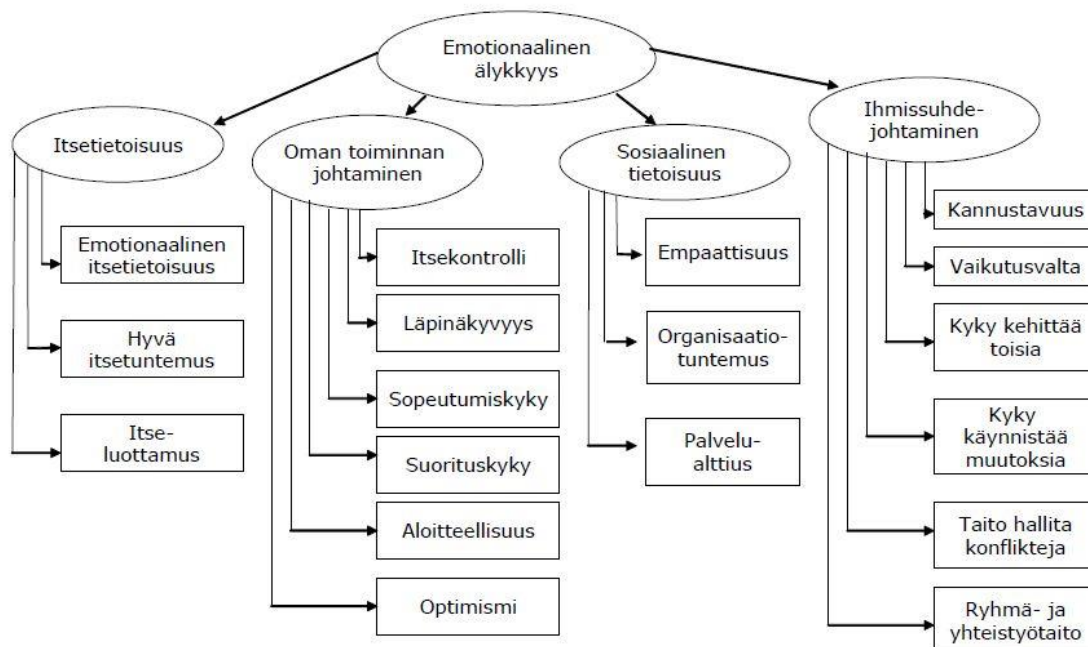 Emotionaalinen
älykkyys
Itsetietoisuus
Emotionaalinen
itsetietoisuus
Hyvä
itsetuntemus
Itse-
luottamus
Oman toiminnan
johtaminen
Itsekontrolli
Läpinäkyvyys
Sopeutumiskyky
Suorituskyky
Aloitteellisuus
Optimismi
Sosiaalinen
tietoisuus
Empaattisuus
Organisaatio-
tuntemus
Palvelu-
alttius
Ihmissuhde-
johtaminen
Kannustavuus
Vaikutusvalta
Kyky kehittää
toisia
Kyky
käynnistää
muutoksia
Taito hallita
konflikteja
Ryhmä- ja
yhteistyötaito